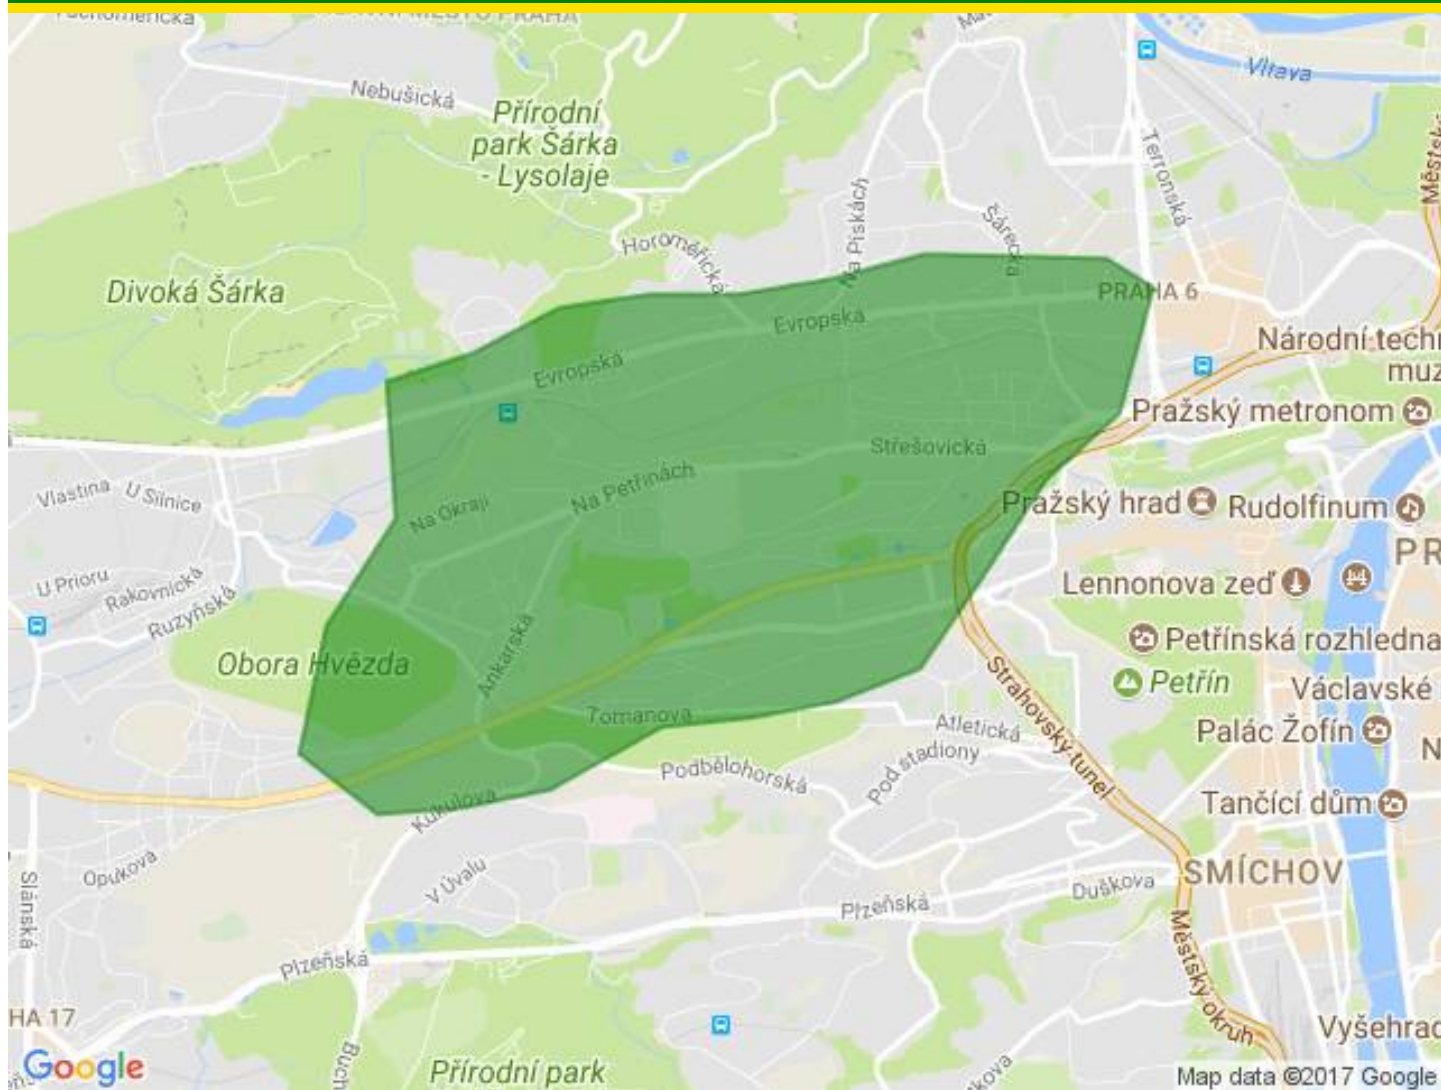 Nebušická
Vltava
Přírodní
park Šárka
- Lysolaje
Terronská
Na Pískách
Šárecká
Horoměřická
Divoká Šárka
PRAHA 6
Evropská
Národní techn
muz
Evropská
Pražský metronom
Střešovická
Vlastina
U Silnice
Na Petřinách
Na Okraji
Pražský hrad
Rudolfinum
PR
U Prioru
Rakovnická
Ruzyňská
Lennonova zeď
Petřínská rozhledna
Obora Hvězda
Ankarská
Strahovský tunel
Petřín
Václavské
Tomanova
Atletická
Palác Žofín
N
Podbělohorská
Pod stadiony
Kukulova
Tančící dům
Opukova
V Úvalu
SMÍCHOV
Duškova
Slánská
Plzeňská
Městský okruh
Plzeňská
HA 17
Vyšehrad
Buch
Google
Přírodní park
kova
Map data ©2017 Google